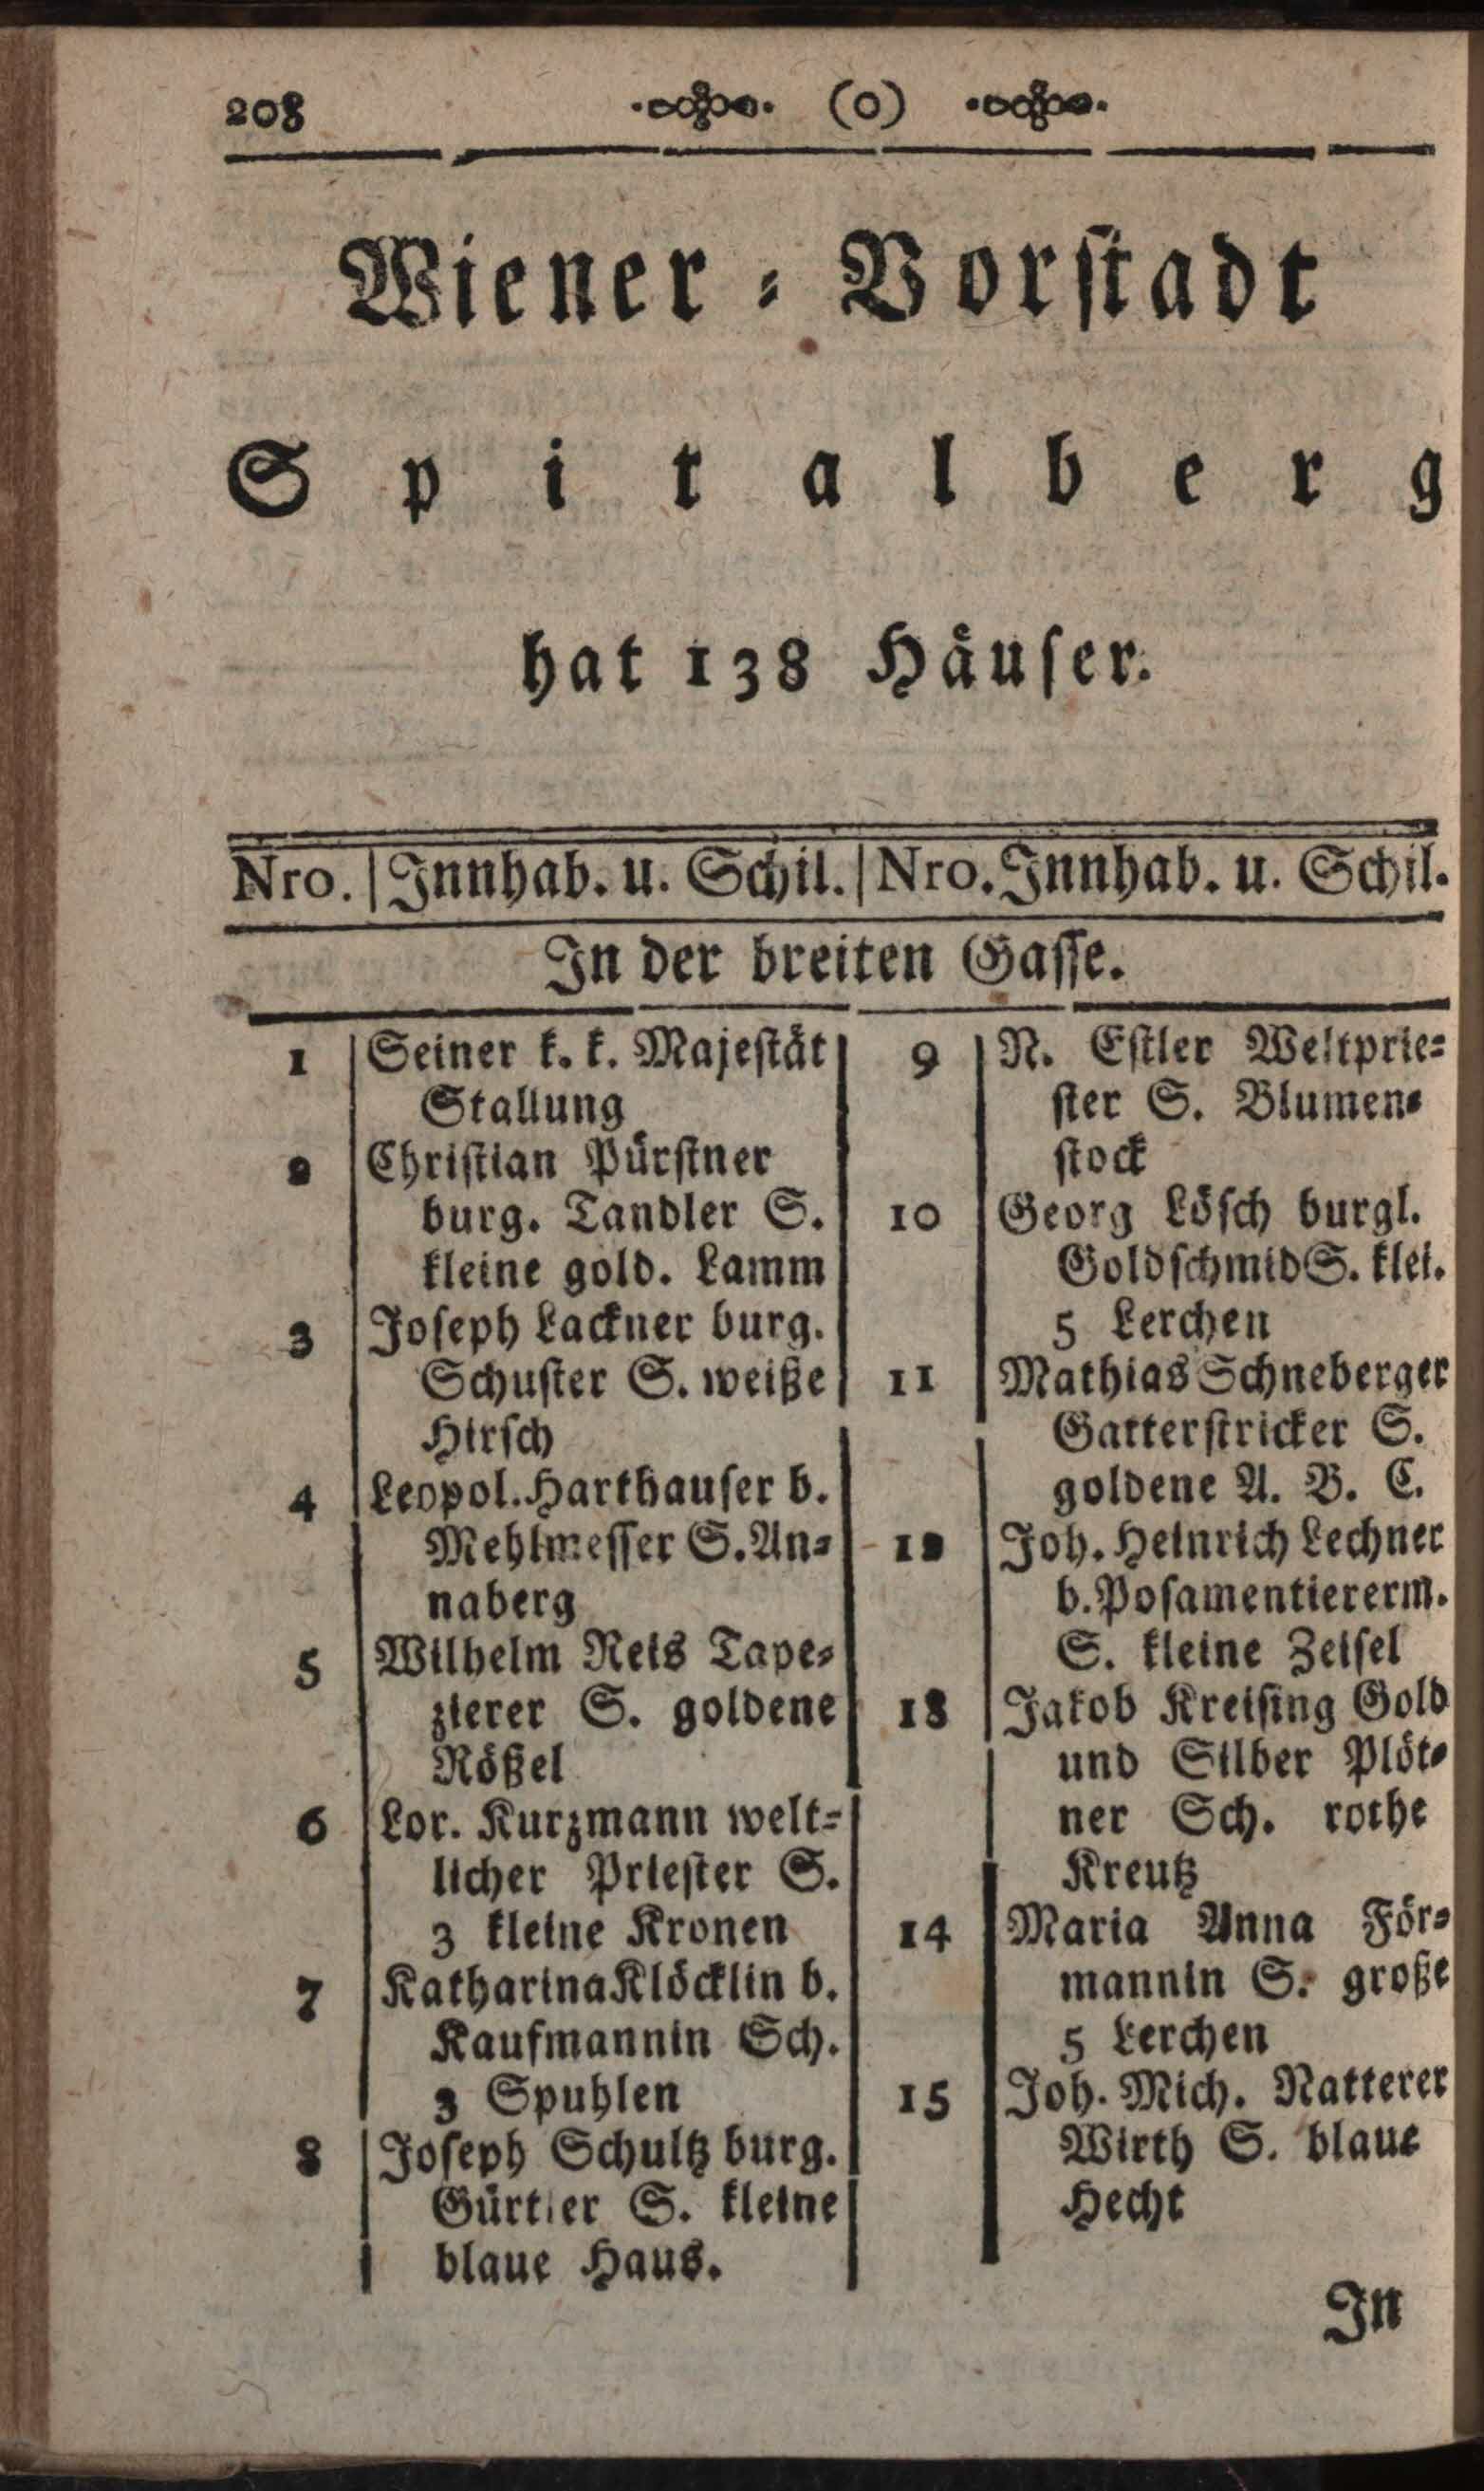 208 (0)
Wiener-Vorstadt
Spitalberg
hat 138 Häuser.
Nro. | Innhab. u. Schil. | Nro. Innhab. u. Schil.
In der breiten Gasse.
1 Seiner k. k. Majestät
Stallung
2 Christian Pürstner
burg. Tandler S.
kleine gold. Lamm
3 Joseph Lackner burg.
Schuster S. weiße
Hirsch
4 Leopol. Harthauser b.
Mehlmesser S. An-
naberg
5 Wilhelm Reis Tape-
zierer S. goldene
Rößel
6 Lor. Kurzmann welt-
licher Priester S.
3 kleine Kronen
7 Katharina Klöcklin b.
Kaufmannin Sch.
3 Spuhlen
8 Joseph Schultz burg.
Gürtler S. kleine
blaue Haus.
9 N. Estler Weltprie-
ster S. Blumen-
stock
10 Georg Lösch burgl.
Goldschmid S. klei.
5 Lerchen
11 Mathias Schneberger
Gatterstricker S.
goldene A. B. C.
12 Joh. Heinrich Lechner
b. Posamentiererm.
S. kleine Zeisel
13 Jakob Kreising Gold
und Silber Plöt-
ner Sch. rothe
Kreutz
14 Maria Anna För-
mannin S. große
5 Lerchen
15 Joh. Mich. Natterer
Wirth S. blaue
Hecht
In